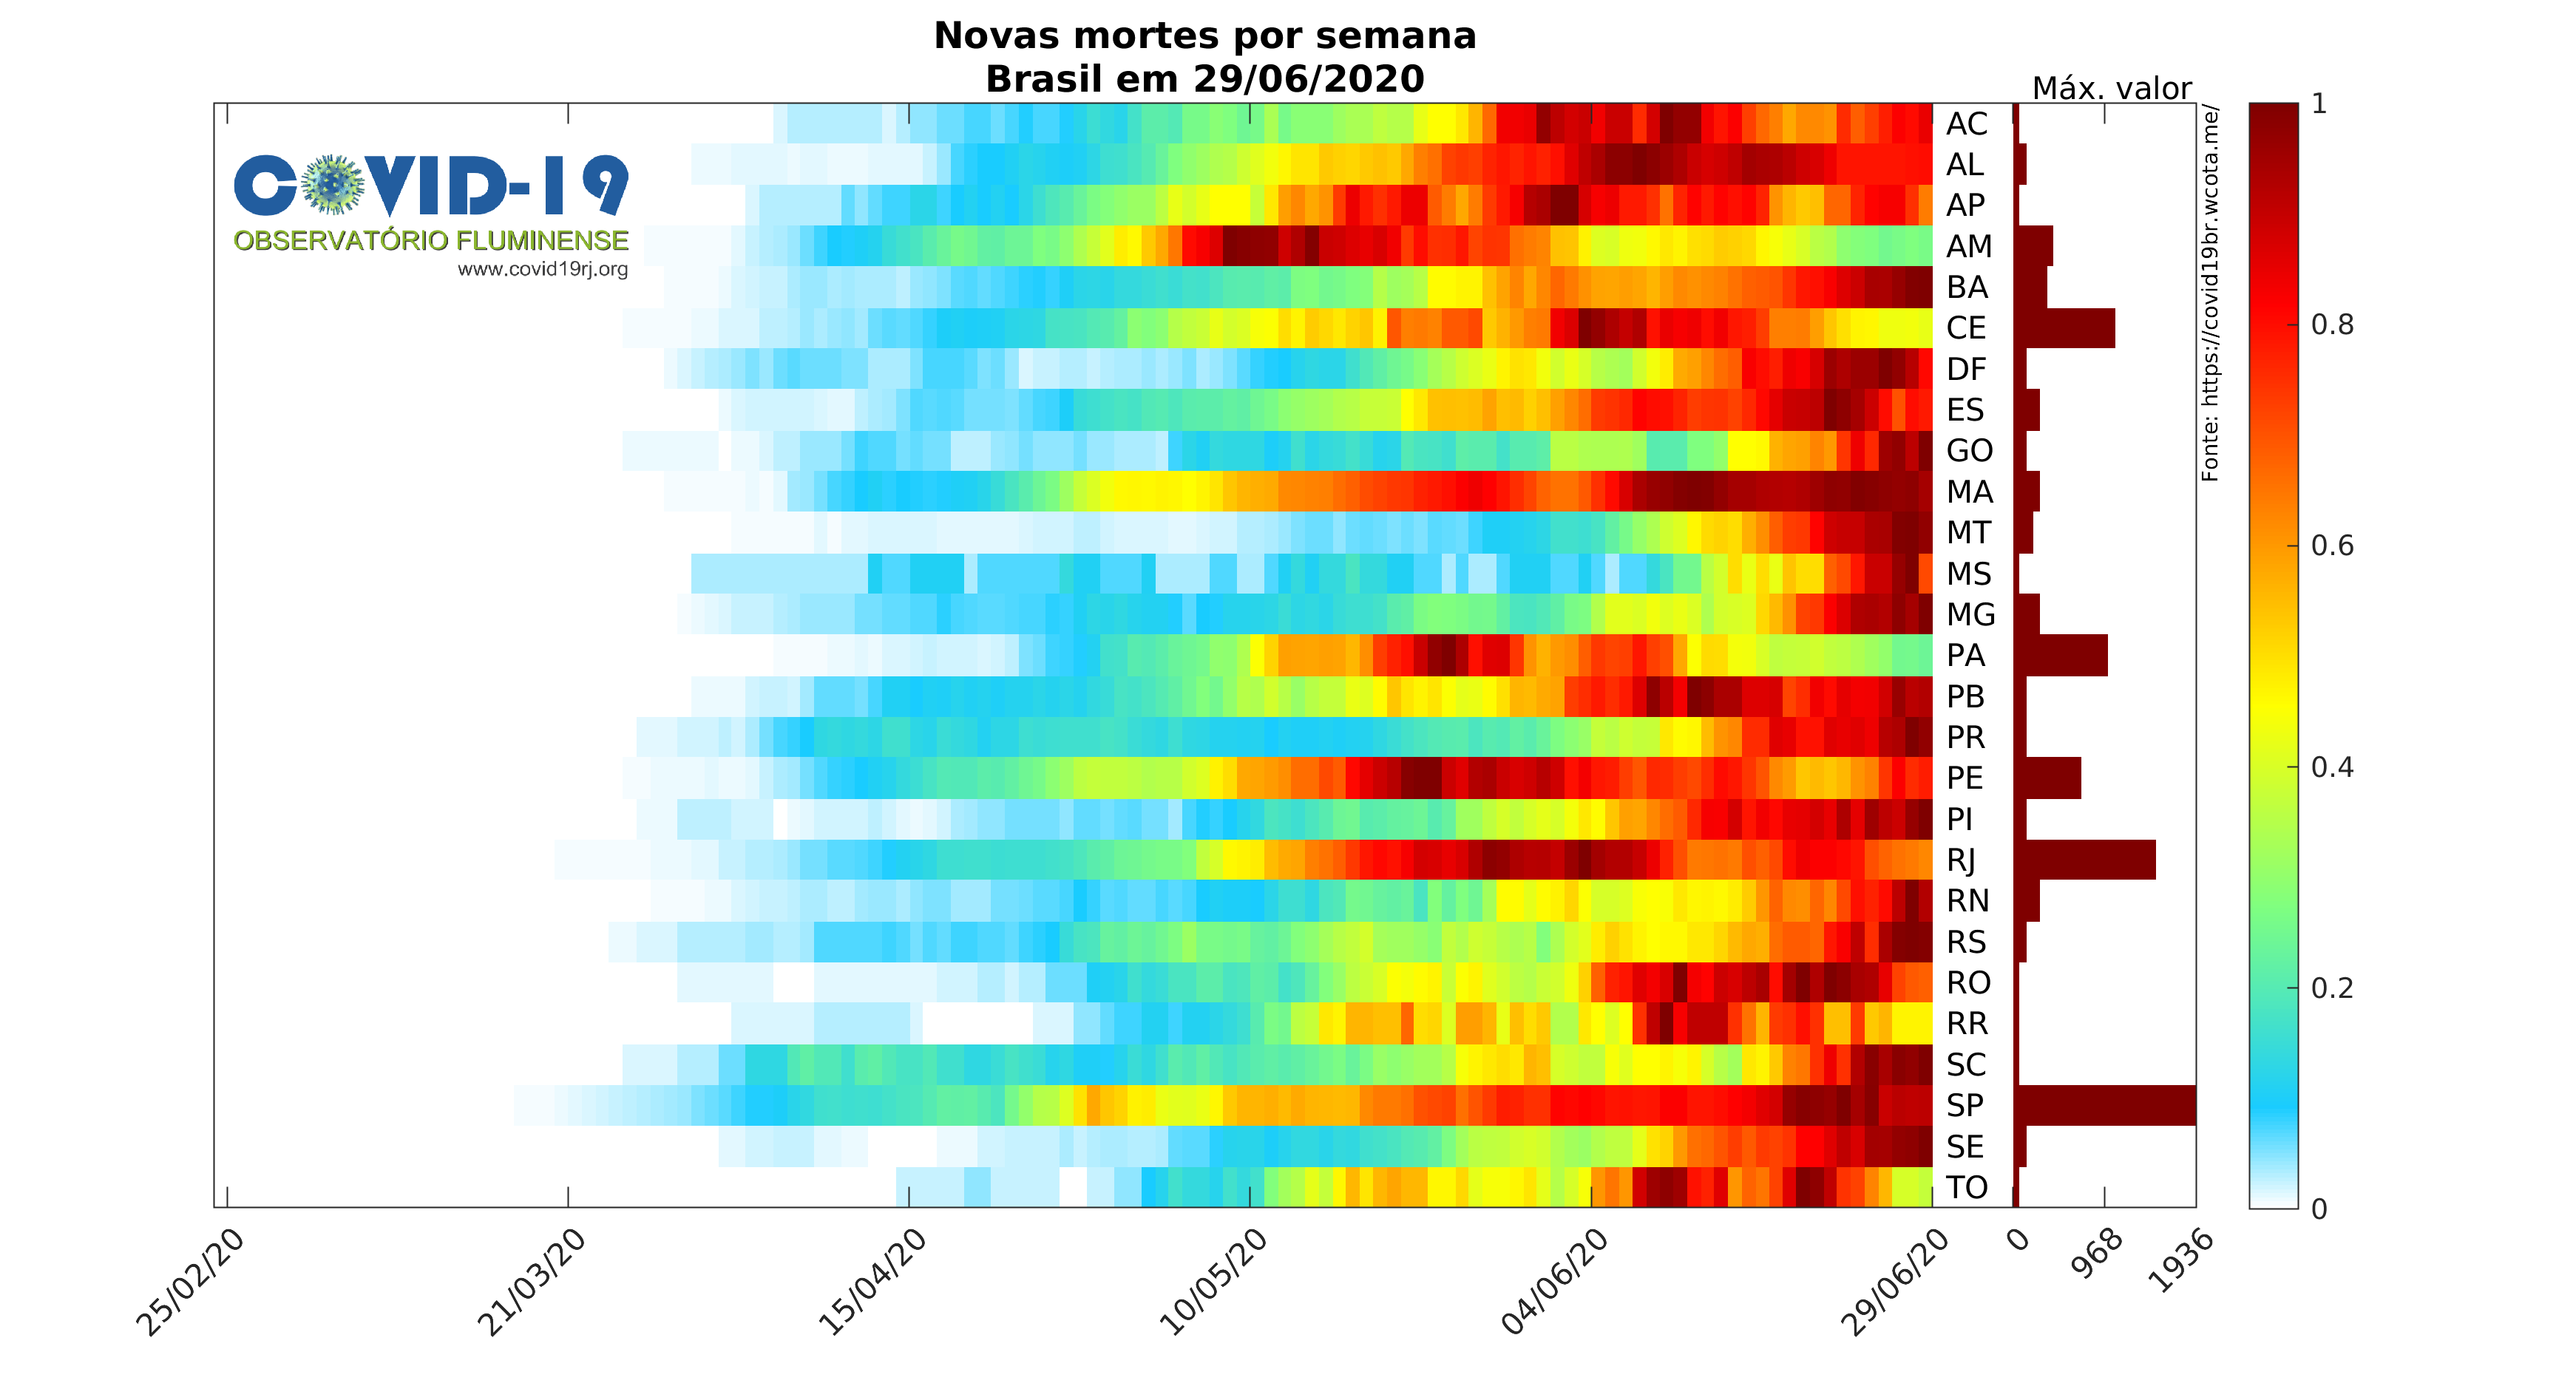 Novas mortes por semana
Brasil em 29/06/2020
Máx. valor
COVID-19
OBSERVATÓRIO FLUMINENSE
www.covid19rj.org
AC
AL
AP
AM
BA
CE
DF
ES
GO
MA
MT
MS
MG
PA
PB
PR
PE
PI
RJ
RN
RS
RO
RR
SC
SP
SE
TO
Fonte: https://covid19br.wcota.me/
1
0.8
0.6
0.4
0.2
0
25/02/20
21/03/20
15/04/20
10/05/20
04/06/20
29/06/20
0
968
1936